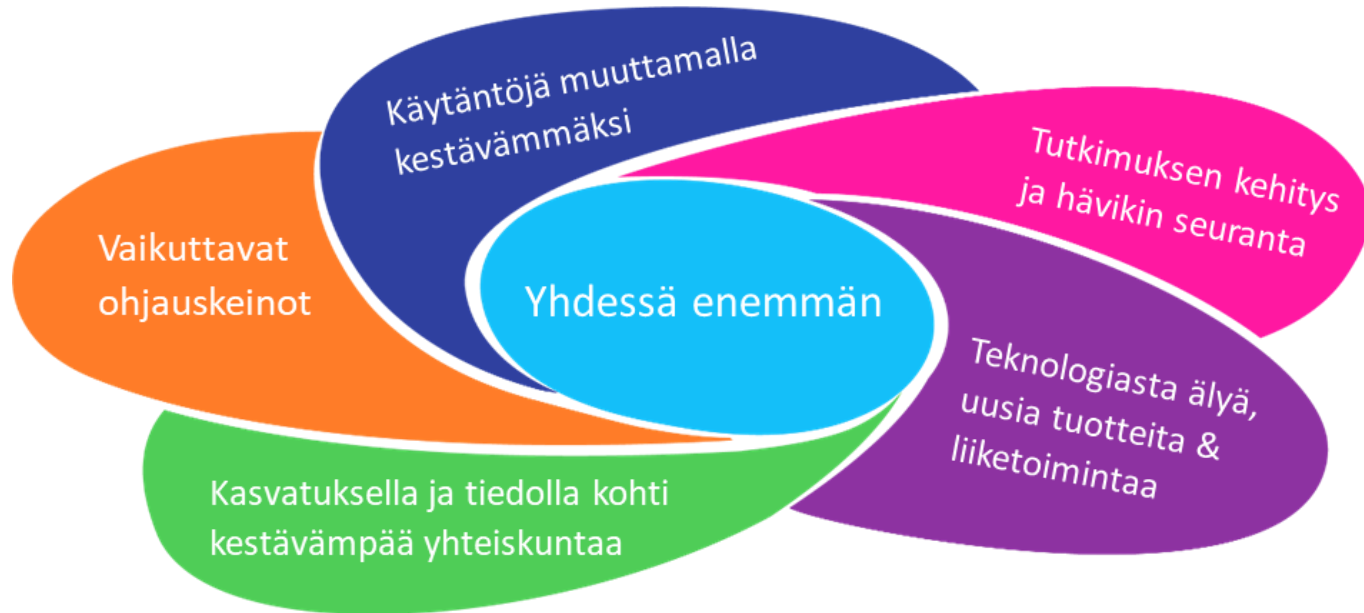 Käytäntöjä muuttamalla
kestävämmäksi
Tutkimuksen kehitys
ja hävikin seuranta
Vaikuttavat
ohjauskeinot
Yhdessä enemmän
Teknologiasta älyä,
uusia tuotteita &
liiketoimintaa
Kasvatuksella ja tiedolla kohti
kestävämpää yhteiskuntaa